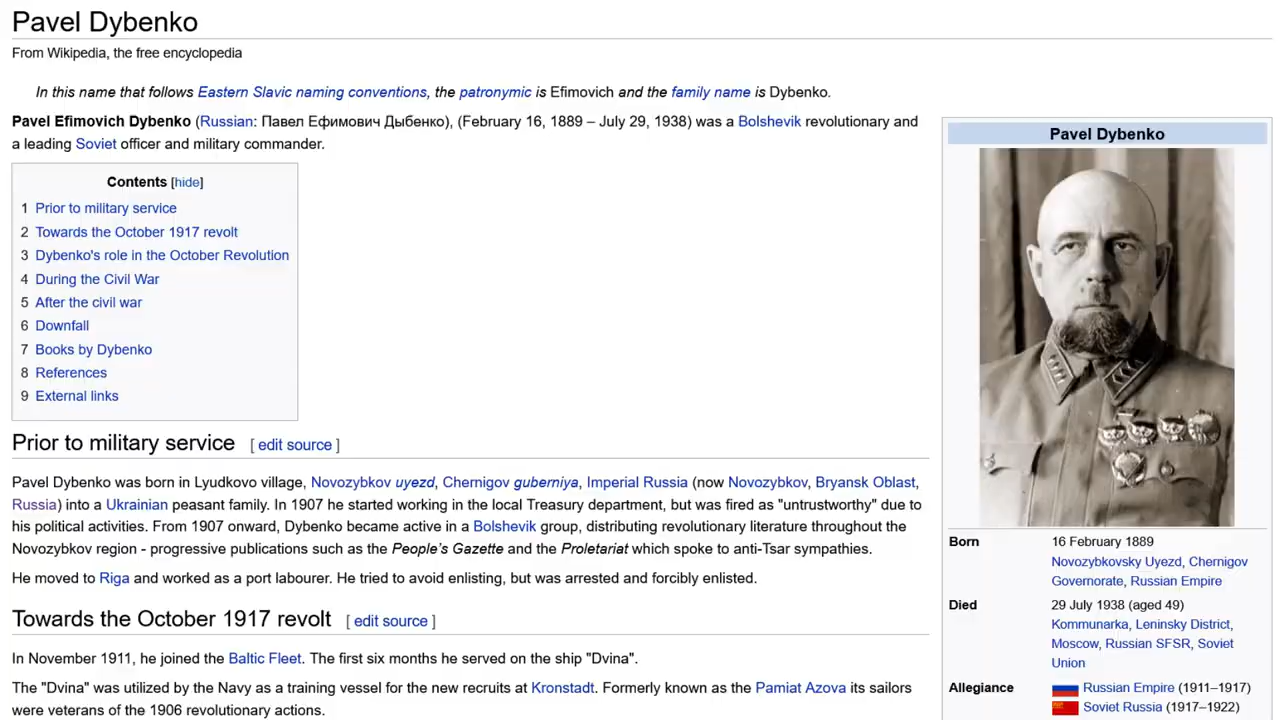 Pavel Dybenko
From Wikipedia, the free encyclopedia
In this name that follows Eastern Slavic naming conventions, the patronymic is Efimovich and the family name is Dybenko.
Pavel Efimovich Dybenko (Russian: Павел Ефимович Дыбенко), (February 16, 1889 – July 29, 1938) was a Bolshevik revolutionary and
a leading Soviet officer and military commander.
Contents [hide]
1 Prior to military service
2 Towards the October 1917 revolt
3 Dybenko's role in the October Revolution
4 During the Civil War
5 After the civil war
6 Downfall
7 Books by Dybenko
8 References
9 External links
Prior to military service [ edit source ]
Pavel Dybenko was born in Lyudkovo village, Novozybkov uyezd, Chernigov guberniya, Imperial Russia (now Novozybkov, Bryansk Oblast,
Russia) into a Ukrainian peasant family. In 1907 he started working in the local Treasury department, but was fired as "untrustworthy" due to
his political activities. From 1907 onward, Dybenko became active in a Bolshevik group, distributing revolutionary literature throughout the
Novozybkov region - progressive publications such as the People's Gazette and the Proletariat which spoke to anti-Tsar sympathies.
He moved to Riga and worked as a port labourer. He tried to avoid enlisting, but was arrested and forcibly enlisted.
Towards the October 1917 revolt [ edit source ]
In November 1911, he joined the Baltic Fleet. The first six months he served on the ship "Dvina".
The "Dvina" was utilized by the Navy as a training vessel for the new recruits at Kronstadt. Formerly known as the Pamiat Azova its sailors
were veterans of the 1906 revolutionary actions.
Pavel Dybenko
Born 16 February 1889
Novozybkovsky Uyezd, Chernigov
Governorate, Russian Empire
Died 29 July 1938 (aged 49)
Kommunarka, Leninsky District,
Moscow, Russian SFSR, Soviet
Union
Allegiance Russian Empire (1911–1917)
Soviet Russia (1917–1922)